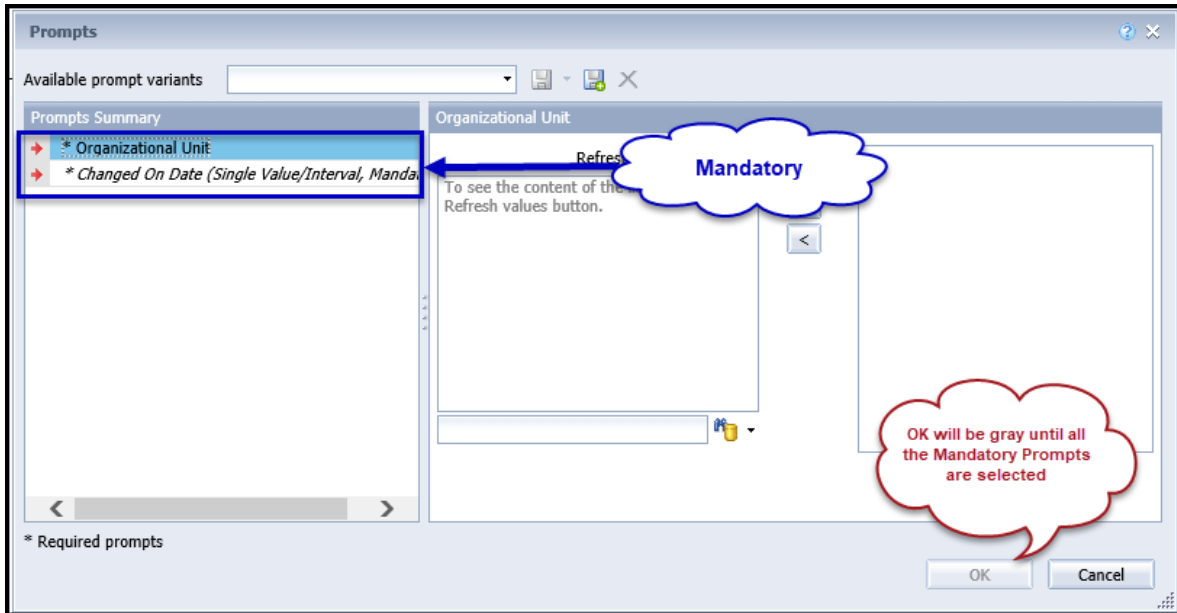 Prompts
Available prompt variants
Prompts Summary
* Organizational Unit
* Changed On Date (Single Value/Interval, Manda
Organizational Unit
Refres
To see the content of the
Refresh values button.
<
Mandatory
OK will be gray until all
the Mandatory Prompts
are selected
* Required prompts
OK
Cancel